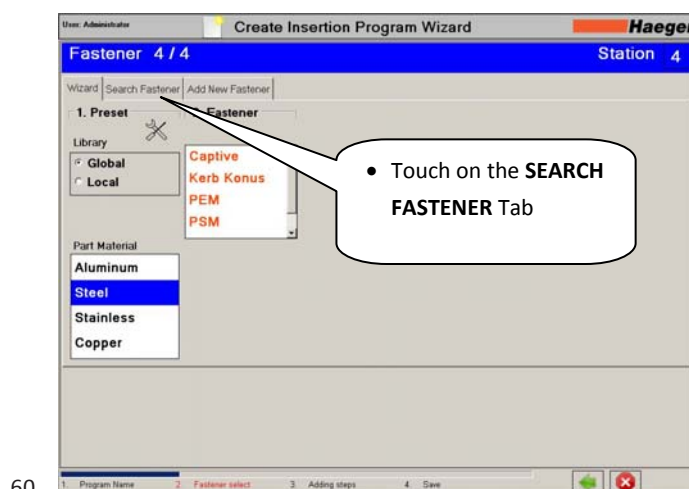 User: Administrator
Create Insertion Program Wizard
Haeger
Fastener 4 / 4
Station 4
Wizard
Search Fastener
Add New Fastener
1. Preset
Fastener
Library
Global
Local
Captive
Kerb Konus
PEM
PSM
• Touch on the SEARCH
FASTENER Tab
Part Material
Aluminum
Steel
Stainless
Copper
60
1. Program Name
2 Fastener select
3 Adding steps
4 Save